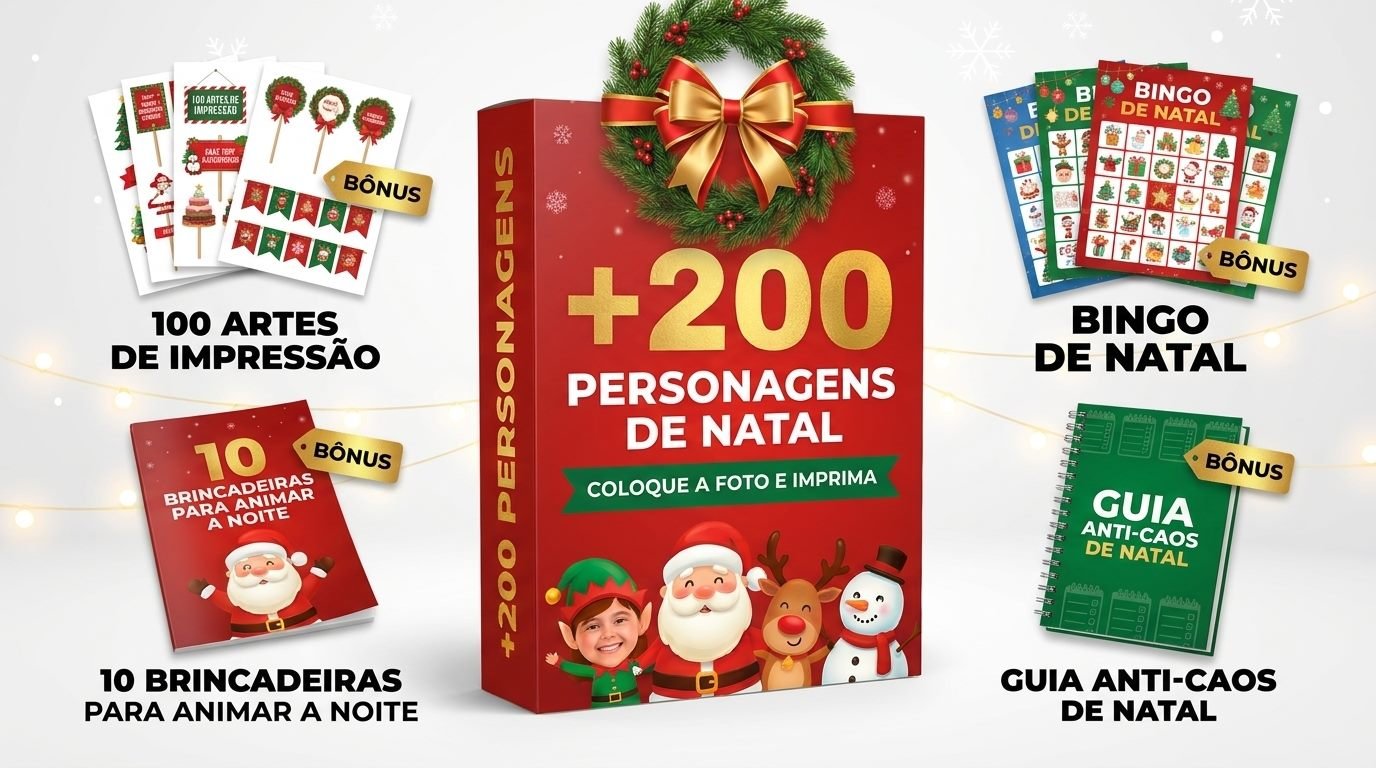 100 ARTES DE
IMPRESSÃO
BÔNUS
100 ARTES
DE IMPRESSÃO
10
BRINCADEIRAS
PARA ANIMAR
A NOITE
BÔNUS
10 BRINCADEIRAS
PARA ANIMAR A NOITE
+200 PERSONAGENS
+200
PERSONAGENS
DE NATAL
COLOQUE A FOTO E IMPRIMA
BINGO
DE NATAL
BÔNUS
BINGO
DE NATAL
GUIA
ANTI-CAOS
DE NATAL
BÔNUS
GUIA ANTI-CAOS
DE NATAL